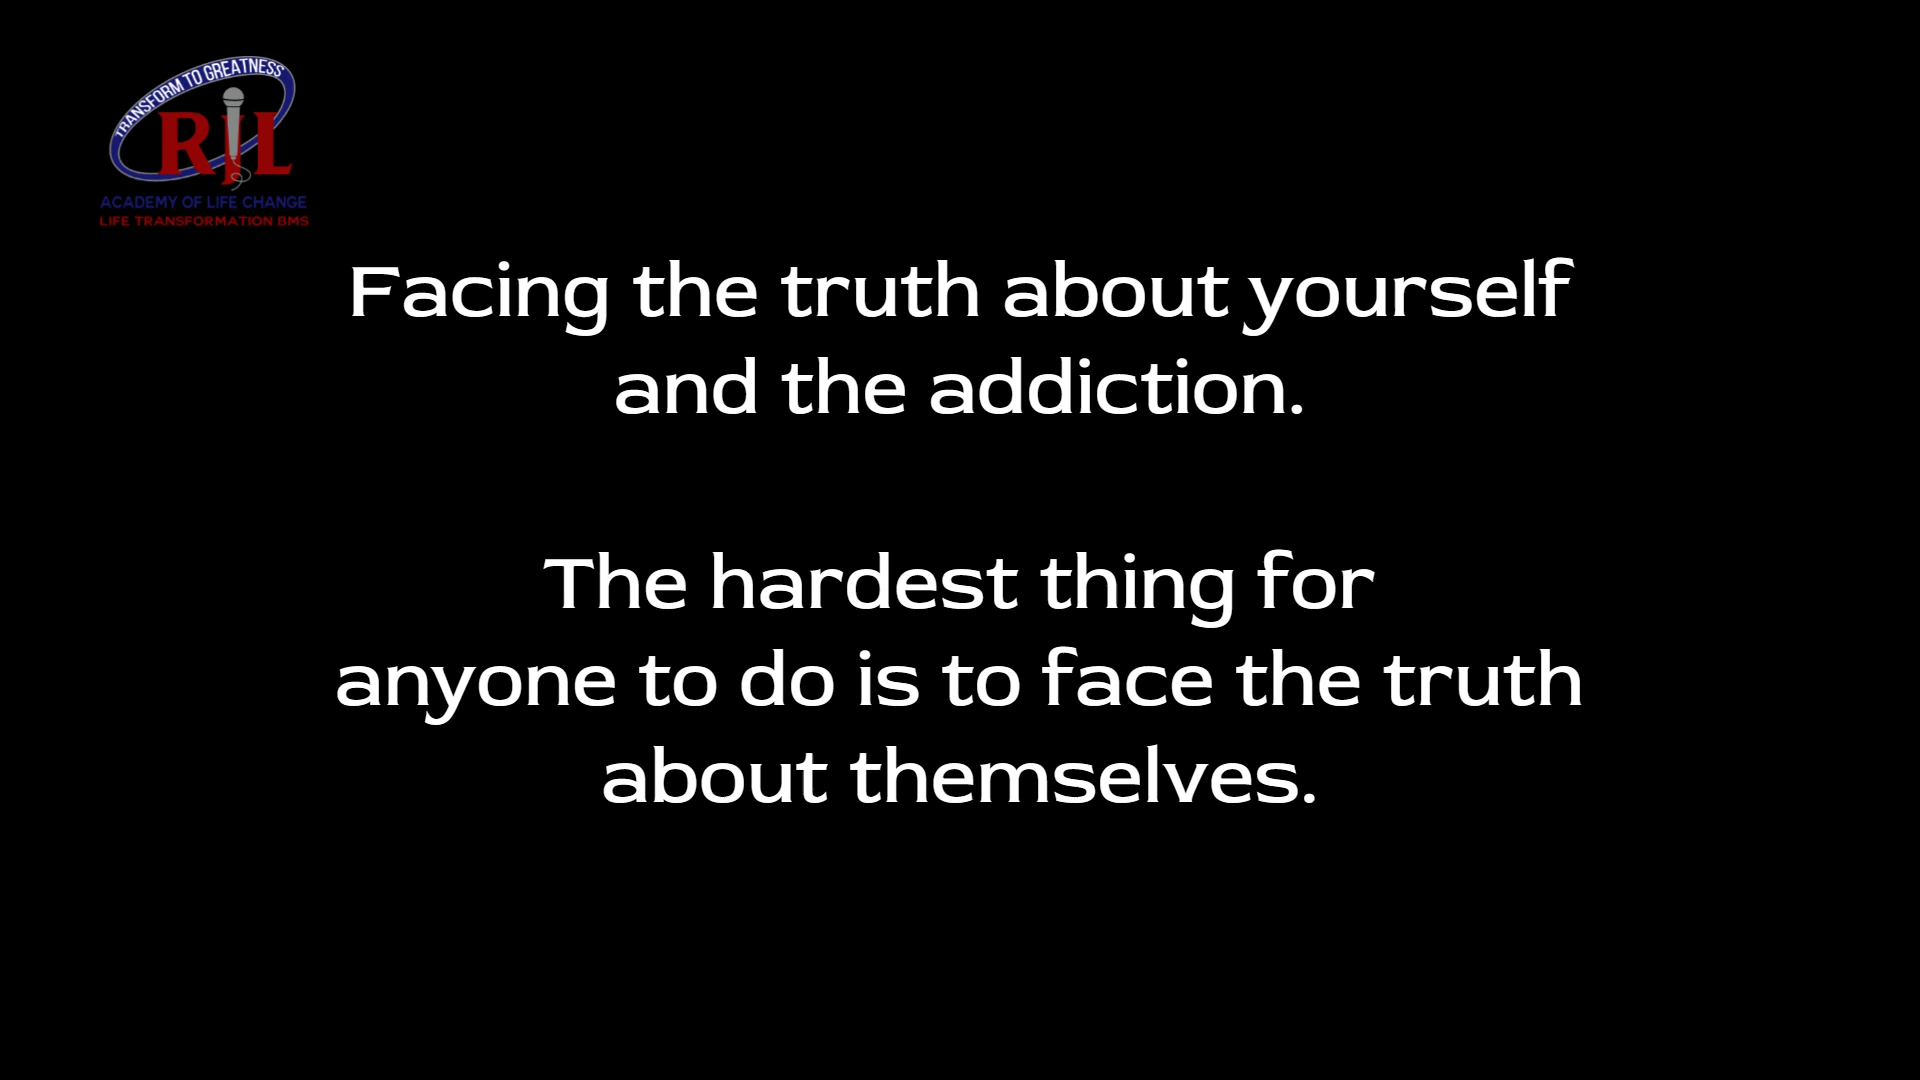 TRANSFORM TO GREATNESS
RJL
ACADEMY OF LIFE CHANGE
LIFE TRANSFORMATION BMS
Facing the truth about yourself
and the addiction.
The hardest thing for
anyone to do is to face the truth
about themselves.